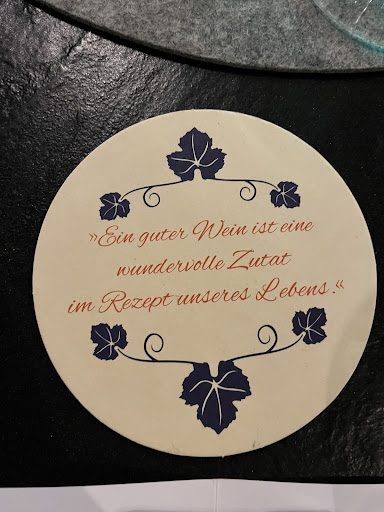 »Ein guter Wein ist eine
wundervolle Zutat
im Rezept unseres Lebens.«